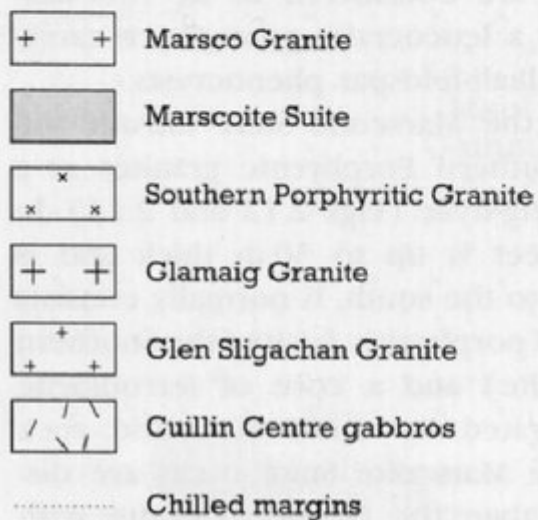 Marsco Granite
Marscoite Suite
Southern Porphyritic Granite
Glamaig Granite
Glen Sligachan Granite
Cuillin Centre gabbros
Chilled margins